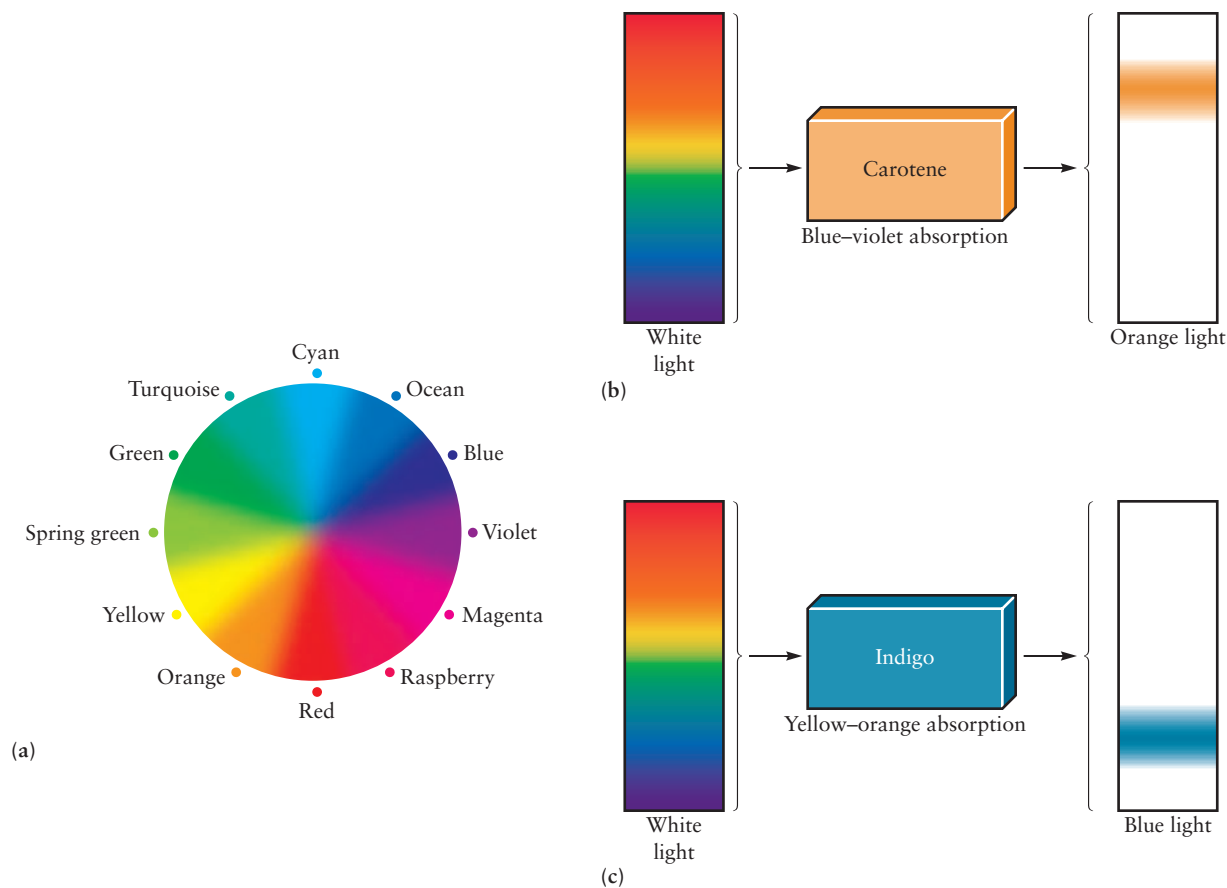 Cyan
Turquoise
Ocean
Green
Blue
Spring green
Violet
Yellow
Magenta
Orange
Raspberry
Red
(a)
Carotene
Blue–violet absorption
White
light
Orange light
(b)
Indigo
Yellow–orange absorption
White
light
Blue light
(c)